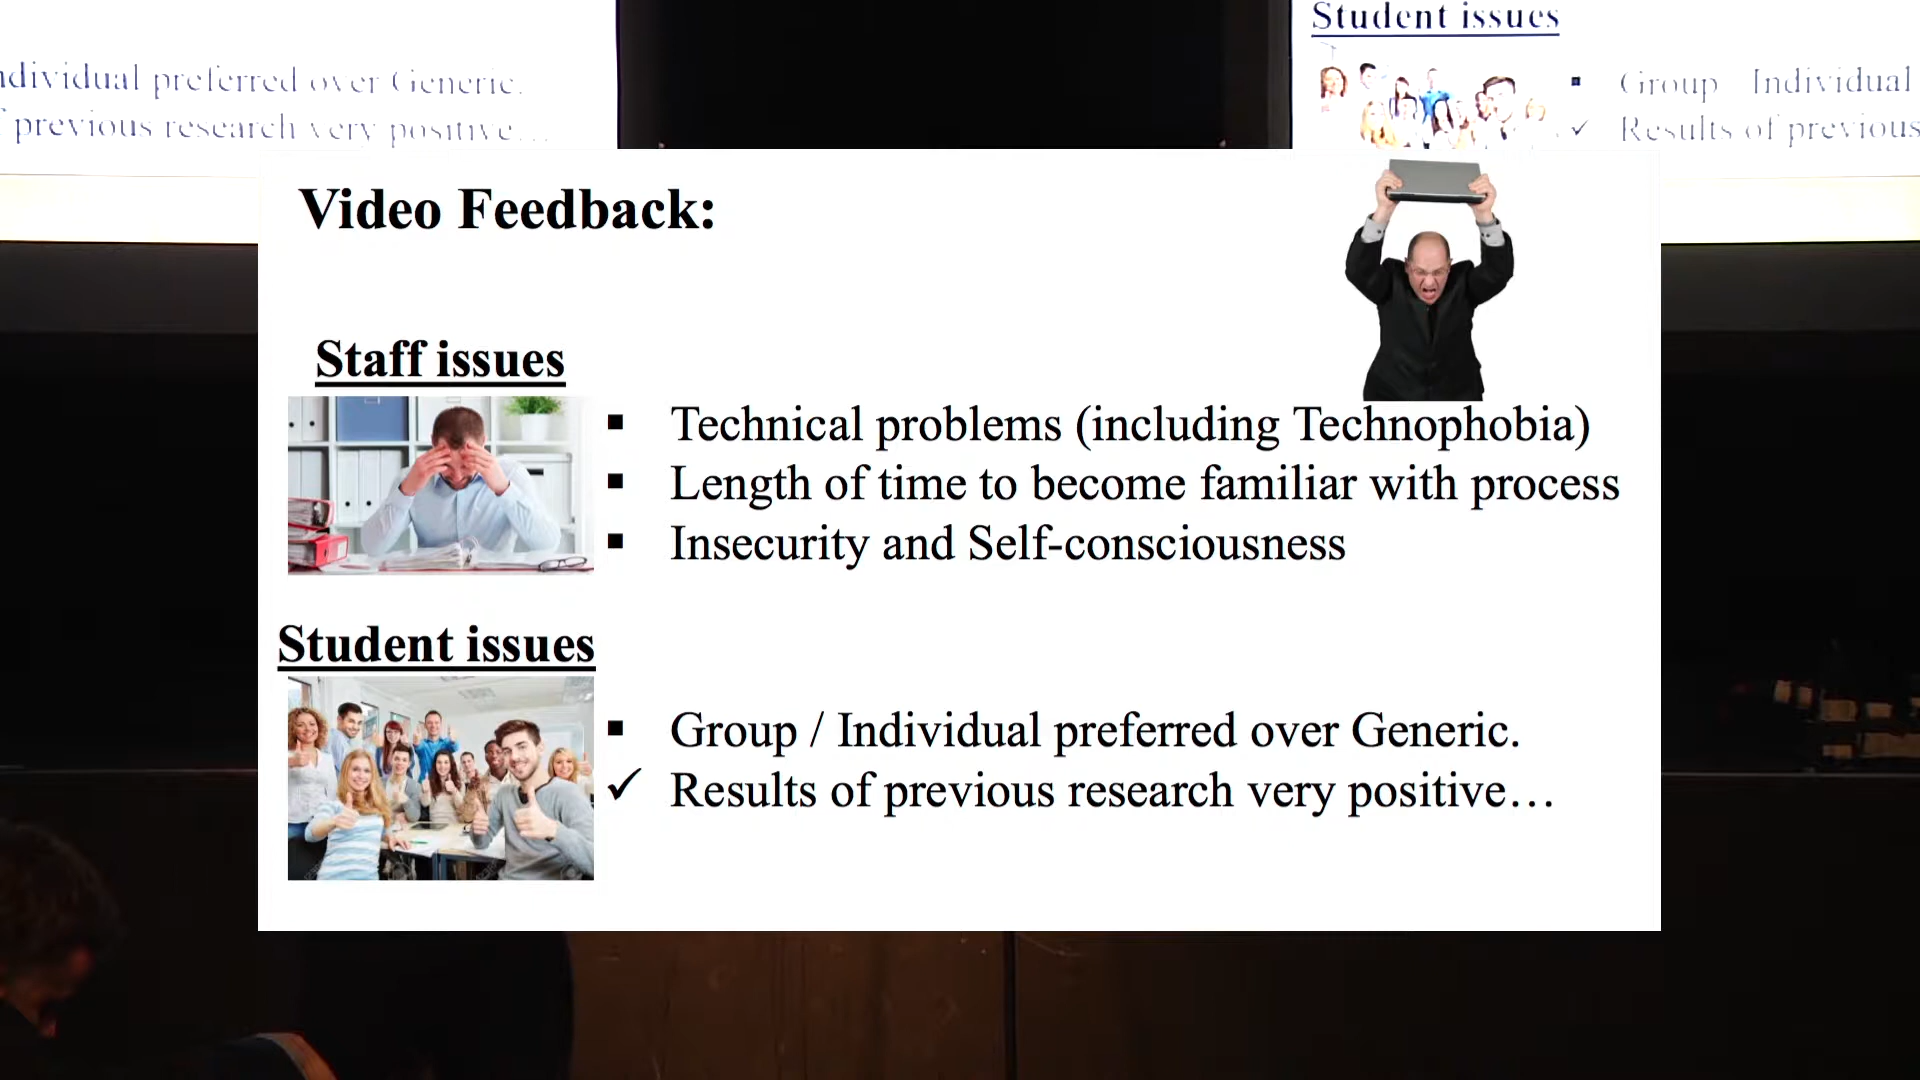 Student issues
ndividual preferred over Generic.
Group Individual
previous research very positive...
Results of previous
Video Feedback:
Staff issues
▪ Technical problems (including Technophobia)
▪ Length of time to become familiar with process
▪ Insecurity and Self-consciousness
Student issues
▪ Group / Individual preferred over Generic.
✓ Results of previous research very positive…